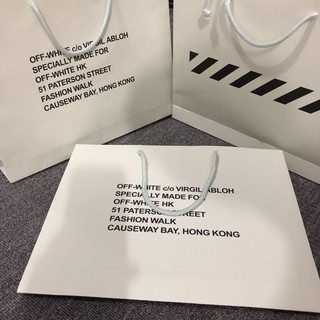 OFF-WHITE c/o VIRGIL ABLOH
SPECIALLY MADE FOR
OFF-WHITE HK
51 PATERSON STREET
FASHION WALK
CAUSEWAY BAY, HONG KONG
OFF-WHITE c/o VIRGIL ABLOH
SPECIALLY MADE FOR
OFF-WHITE HK
51 PATERSON STREET
FASHION WALK
CAUSEWAY BAY, HONG KONG